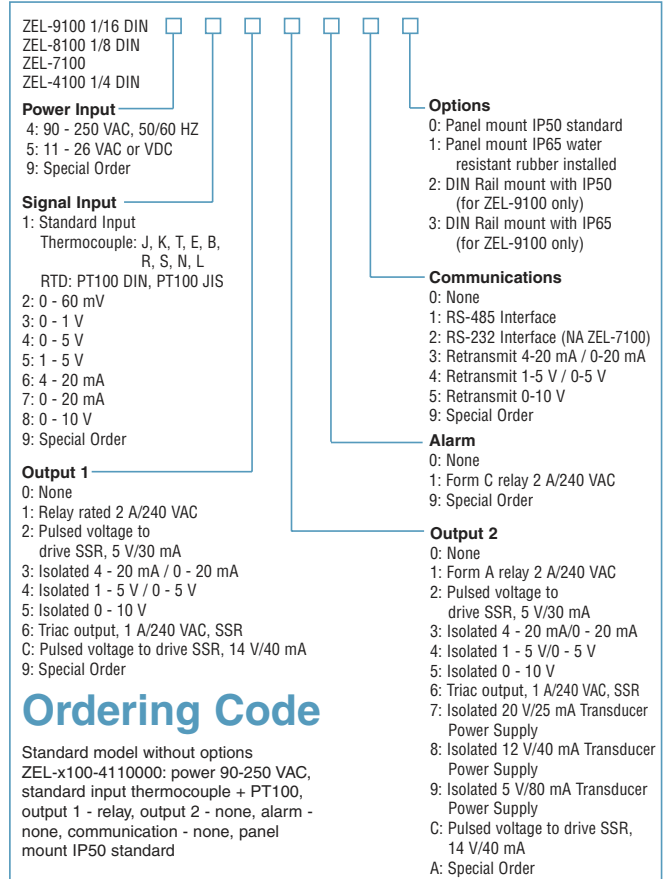 ZEL-9100 1/16 DIN
ZEL-8100 1/8 DIN
ZEL-7100
ZEL-4100 1/4 DIN
Power Input
4: 90 - 250 VAC, 50/60 HZ
5: 11 - 26 VAC or VDC
9: Special Order
Signal Input
1: Standard Input
Thermocouple: J, K, T, E, B,
R, S, N, L
RTD: PT100 DIN, PT100 JIS
2: 0 - 60 mV
3: 0 - 1 V
4: 0 - 5 V
5: 1 - 5 V
6: 4 - 20 mA
7: 0 - 20 mA
8: 0 - 10 V
9: Special Order
Output 1
0: None
1: Relay rated 2 A/240 VAC
2: Pulsed voltage to
drive SSR, 5 V/30 mA
3: Isolated 4 - 20 mA / 0 - 20 mA
4: Isolated 1 - 5 V / 0 - 5 V
5: Isolated 0 - 10 V
6: Triac output, 1 A/240 VAC, SSR
C: Pulsed voltage to drive SSR, 14 V/40 mA
9: Special Order
Ordering Code
Standard model without options
ZEL-x100-4110000: power 90-250 VAC,
standard input thermocouple + PT100,
output 1 - relay, output 2 - none, alarm -
none, communication - none, panel
mount IP50 standard
Options
0: Panel mount IP50 standard
1: Panel mount IP65 water
resistant rubber installed
2: DIN Rail mount with IP50
(for ZEL-9100 only)
3: DIN Rail mount with IP65
(for ZEL-9100 only)
Communications
0: None
1: RS-485 Interface
2: RS-232 Interface (NA ZEL-7100)
3: Retransmit 4-20 mA / 0-20 mA
4: Retransmit 1-5 V / 0-5 V
5: Retransmit 0-10 V
9: Special Order
Alarm
0: None
1: Form C relay 2 A/240 VAC
9: Special Order
Output 2
0: None
1: Form A relay 2 A/240 VAC
2: Pulsed voltage to
drive SSR, 5 V/30 mA
3: Isolated 4 - 20 mA/0 - 20 mA
4: Isolated 1 - 5 V/0 - 5 V
5: Isolated 0 - 10 V
6: Triac output, 1 A/240 VAC, SSR
7: Isolated 20 V/25 mA Transducer
Power Supply
8: Isolated 12 V/40 mA Transducer
Power Supply
9: Isolated 5 V/80 mA Transducer
Power Supply
C: Pulsed voltage to drive SSR,
14 V/40 mA
A: Special Order